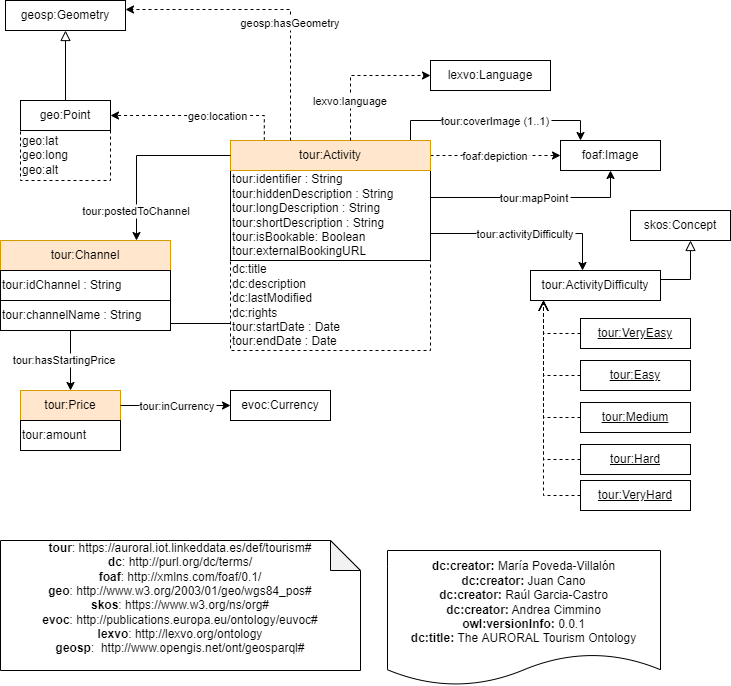 geosp:Geometry
geosp:hasGeometry
lexvo:Language
lexvo:language
geo:Point
geo:lat
geo:long
geo:alt
geo:location
tour:coverImage (1..1)
tour:Activity
foaf:depiction
foaf:Image
tour:identifier : String
tour:hiddenDescription : String
tour:longDescription : String
tour:shortDescription : String
tour:isBookable: Boolean
tour:externalBookingURL
dc:title
dc:description
dc:lastModified
dc:rights
tour:startDate : Date
tour:endDate : Date
tour:mapPoint
tour:postedToChannel
skos:Concept
tour:activityDifficulty
tour:Channel
tour:idChannel : String
tour:channelName : String
tour:ActivityDifficulty
tour:VeryEasy
tour:Easy
tour:Medium
tour:Hard
tour:VeryHard
tour:hasStartingPrice
tour:Price
tour:amount
tour:inCurrency
evoc:Currency
tour: https://auroral.iot.linkeddata.es/def/tourism#
dc: http://purl.org/dc/terms/
foaf: http://xmlns.com/foaf/0.1/
geo: http://www.w3.org/2003/01/geo/wgs84_pos#
skos: https://www.w3.org/ns/org#
evoc: http://publications.europa.eu/ontology/euvoc#
lexvo: http://lexvo.org/ontology
geosp: http://www.opengis.net/ont/geosparql#
dc:creator: María Poveda-Villalón
dc:creator: Juan Cano
dc:creator: Raúl Garcia-Castro
dc:creator: Andrea Cimmino
owl:versionInfo: 0.0.1
dc:title: The AURORAL Tourism Ontology